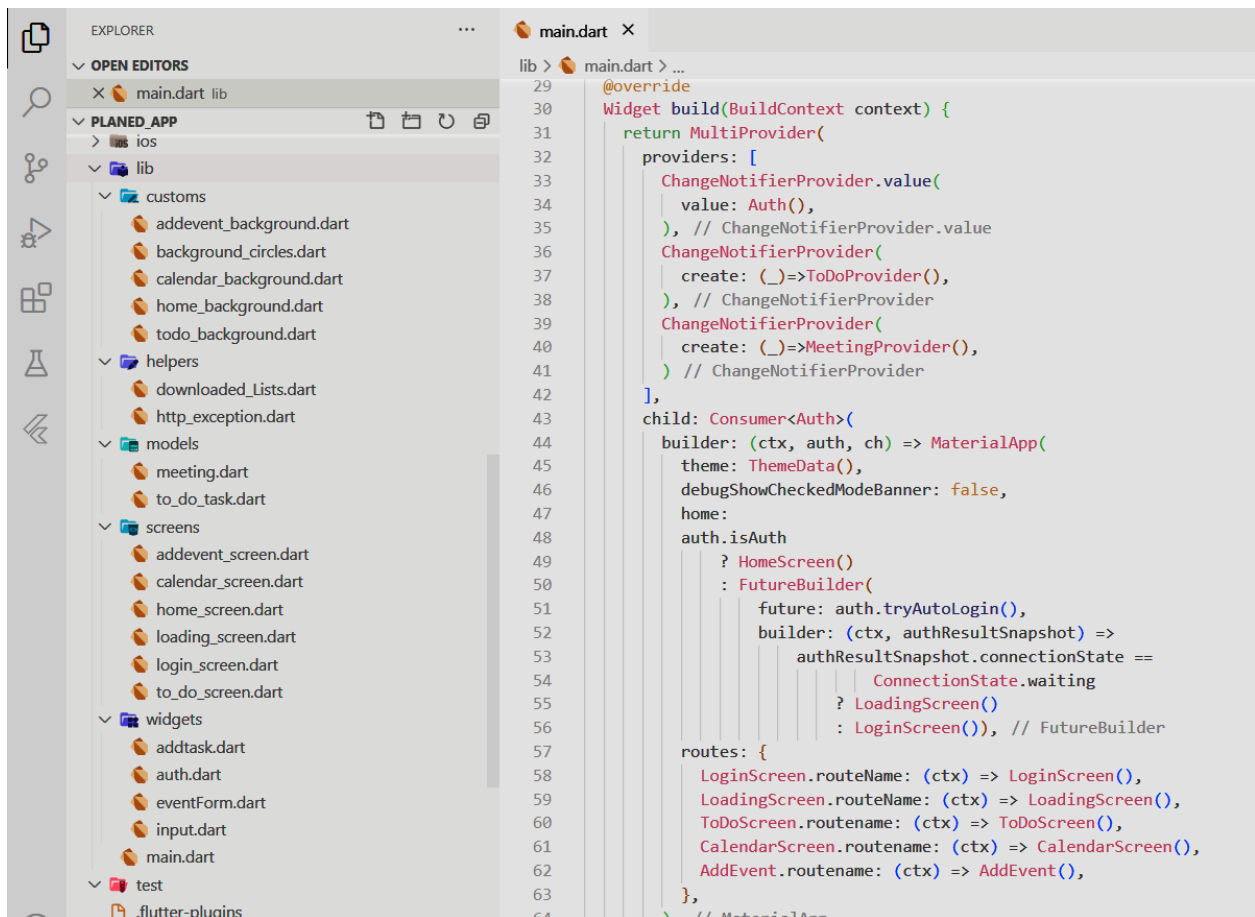 EXPLORER
OPEN EDITORS
main.dart lib
PLANED_APP
ios
lib
customs
addevent_background.dart
background_circles.dart
calendar_background.dart
home_background.dart
todo_background.dart
helpers
downloaded_Lists.dart
http_exception.dart
models
meeting.dart
to_do_task.dart
screens
addevent_screen.dart
calendar_screen.dart
home_screen.dart
loading_screen.dart
login_screen.dart
to_do_screen.dart
widgets
addtask.dart
auth.dart
eventForm.dart
input.dart
main.dart
test
.flutter-plugins
main.dart
lib > main.dart > ...
29 @override
30 Widget build(BuildContext context) {
31 return MultiProvider(
32 providers: [
33 ChangeNotifierProvider.value(
34 value: Auth(),
35 ), // ChangeNotifierProvider.value
36 ChangeNotifierProvider(
37 create: (_)=>ToDoProvider(),
38 ), // ChangeNotifierProvider
39 ChangeNotifierProvider(
40 create: (_)=>MeetingProvider(),
41 ) // ChangeNotifierProvider
42 ],
43 child: Consumer<Auth>(
44 builder: (ctx, auth, ch) => MaterialApp(
45 theme: ThemeData(),
46 debugShowCheckedModeBanner: false,
47 home:
48 auth.isAuth
49 ? HomeScreen()
50 : FutureBuilder(
51 future: auth.tryAutoLogin(),
52 builder: (ctx, authResultSnapshot) =>
53 authResultSnapshot.connectionState ==
54 ConnectionState.waiting
55 ? LoadingScreen()
56 : LoginScreen()), // FutureBuilder
57 routes: {
58 LoginScreen.routeName: (ctx) => LoginScreen(),
59 LoadingScreen.routeName: (ctx) => LoadingScreen(),
60 ToDoScreen.routename: (ctx) => ToDoScreen(),
61 CalendarScreen.routename: (ctx) => CalendarScreen(),
62 AddEvent.routename: (ctx) => AddEvent(),
63 },
64 ), // MaterialApp